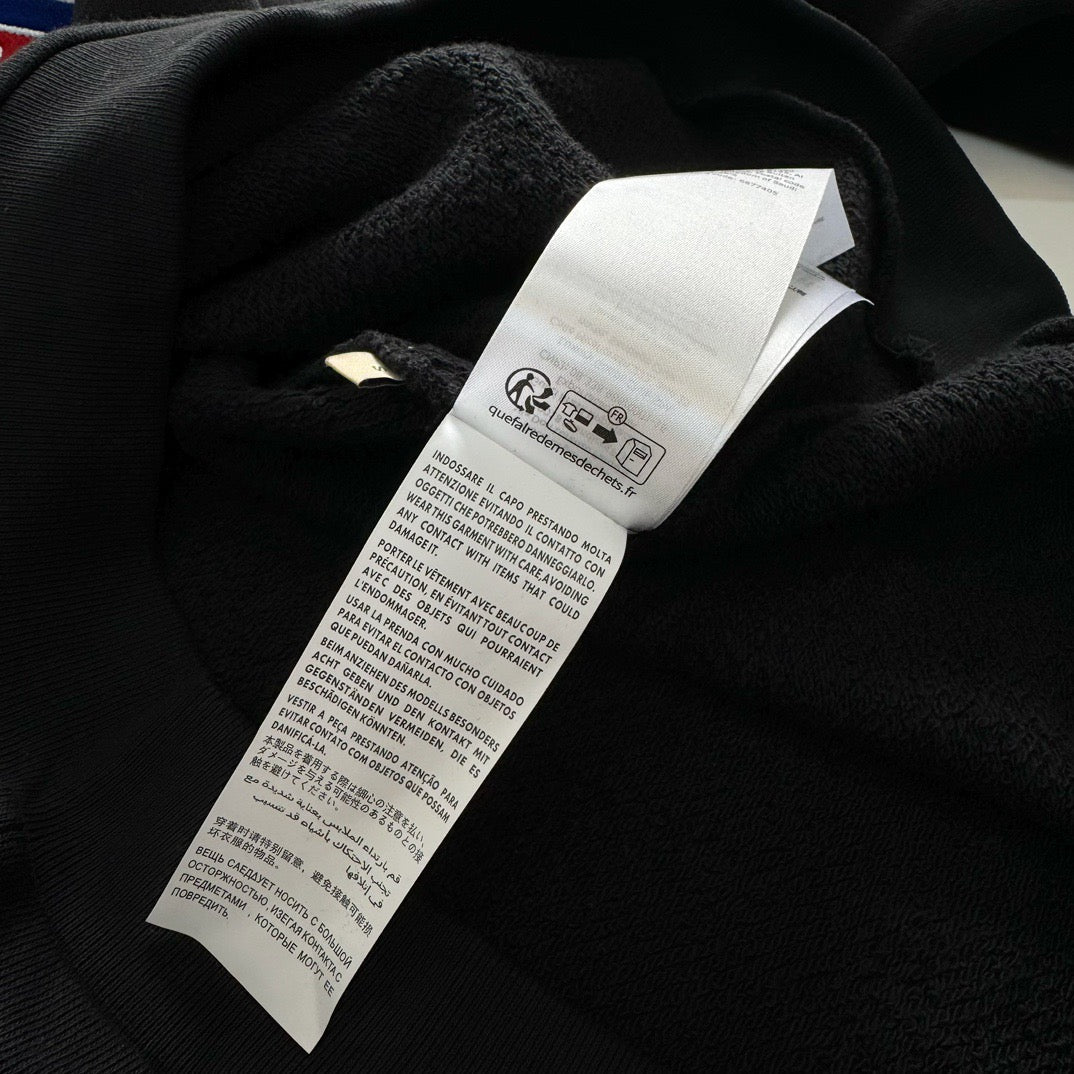 6877405
FR
quefairedemesdechets.fr
INDOSSARE IL CAPO PRESTANDO MOLTA
ATTENZIONE EVITANDO IL CONTATTO CON
OGGETTI CHE POTREBBERO DANNEGGIARLO.
WEAR THIS GARMENT WITH CARE, AVOIDING
ANY CONTACT WITH ITEMS THAT COULD
DAMAGE IT.
PORTER LE VÊTEMENT AVEC BEAUCOUP DE
PRÉCAUTION, EN ÉVITANT TOUT CONTACT
AVEC DES OBJETS QUI POURRAIENT
L'ENDOMMAGER.
USAR LA PRENDA CON MUCHO CUIDADO
PARA EVITAR EL CONTACTO CON OBJETOS
QUE PUEDAN DAÑARLA.
BEIM ANZIEHEN DES MODELLS BESONDERS
ACHT GEBEN UND DEN KONTAKT MIT
GEGENSTÄNDEN VERMEIDEN, DIE ES
BESCHÄDIGEN KÖNNTEN.
VESTIR A PEÇA PRESTANDO ATENÇÃO PARA
EVITAR CONTATO COM OBJETOS QUE POSSAM
DANIFICÁ-LA.
本製品を着用する際は細心の注意を払い、
ダメージを与える可能性のあるものとの接
触を避けてください。
قم بارتداء الملابس بعناية شديدة مع
تجنب الاحتكاك بأشياء قد تتسبب
في إتلافها
穿着时请特别留意，避免接触可能损
坏衣服的物品。
ВЕЩЬ САЕДΔУЕТ НОСИТЬ С БОЛЬШОЙ
ОСТОРЖНОСТЬЮ, ИЗЕГАЯ КОНТАКТА С
ПРЕДМЕТАМИ , КОТОРЫЕ МОГУТ ЕЕ
ПОВРЕДИТЬ.